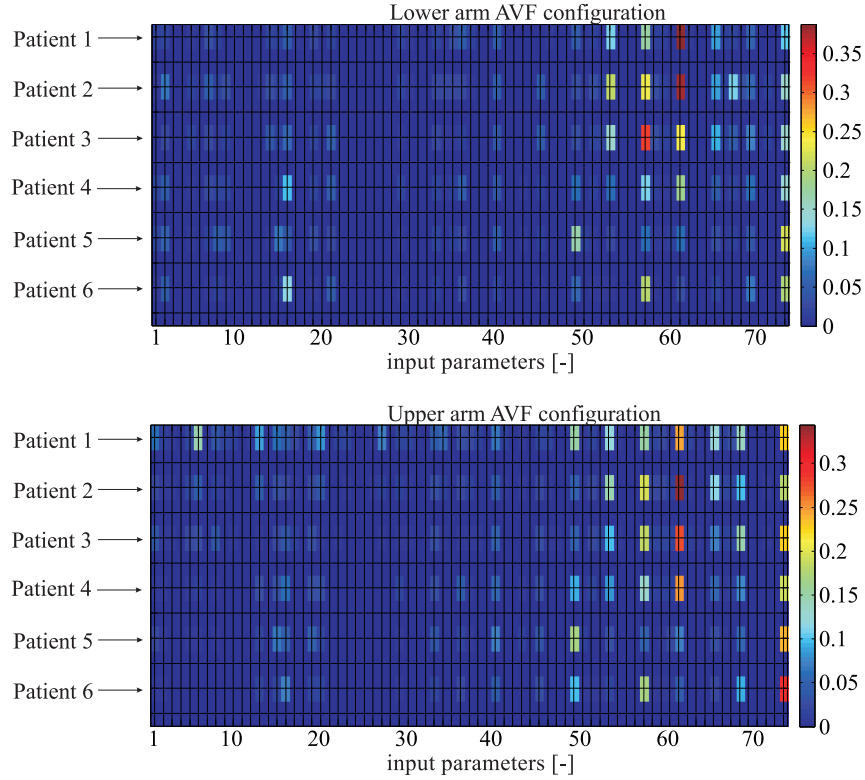 Lower arm AVF configuration
Patient 1
Patient 2
Patient 3
Patient 4
Patient 5
Patient 6
0.35
0.30
0.25
0.20
0.15
0.10
0.05
0
1 10 20 30 40 50 60 70
input parameters [-]
Upper arm AVF configuration
Patient 1
Patient 2
Patient 3
Patient 4
Patient 5
Patient 6
0.3
0.25
0.2
0.15
0.1
0.05
0
1 10 20 30 40 50 60 70
input parameters [-]